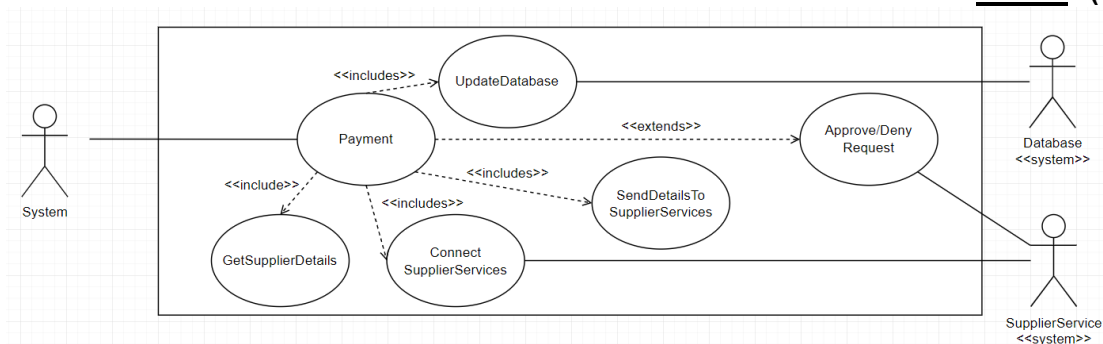 <<includes>>
UpdateDatabase
Payment
<<extends>>
Approve/Deny
Request
Database
<<system>>
<<include>>
<<includes>>
<<includes>>
SendDetailsTo
SupplierServices
System
GetSupplierDetails
Connect
SupplierServices
SupplierService
<<system>>